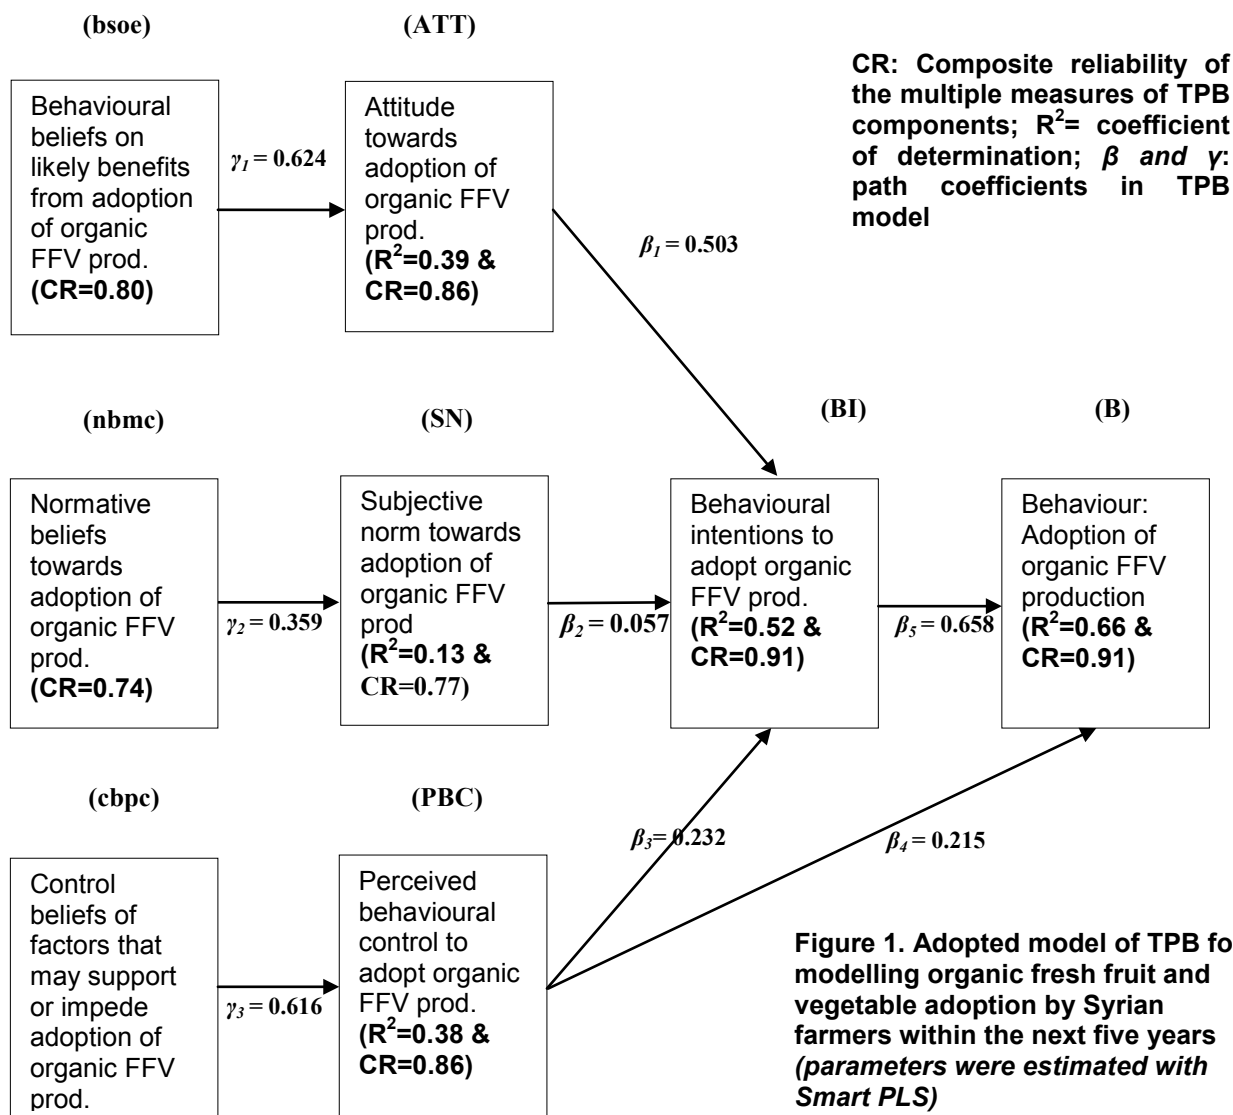 (bsoe)
(ATT)
CR: Composite reliability of
the multiple measures of TPB
components; R²= coefficient
of determination; β and γ:
path coefficients in TPB
model
Behavioural
beliefs on
likely benefits
from adoption
of organic
FFV prod.
(CR=0.80)
γ₁ = 0.624
Attitude
towards
adoption of
organic FFV
prod.
(R²=0.39 &
CR=0.86)
β₁ = 0.503
(nbmc)
(SN)
(BI)
(B)
Normative
beliefs
towards
adoption of
organic FFV
prod.
(CR=0.74)
γ₂ = 0.359
Subjective
norm towards
adoption of
organic FFV
prod
(R²=0.13 &
CR=0.77)
β₂ = 0.057
Behavioural
intentions to
adopt organic
FFV prod.
(R²=0.52 &
CR=0.91)
β₅ = 0.658
Behaviour:
Adoption of
organic FFV
production
(R²=0.66 &
CR=0.91)
(cbpc)
(PBC)
β₃= 0.232
β₄ = 0.215
Control
beliefs of
factors that
may support
or impede
adoption of
organic FFV
prod.
γ₃ = 0.616
Perceived
behavioural
control to
adopt organic
FFV prod.
(R²=0.38 &
CR=0.86)
Figure 1. Adopted model of TPB fo
modelling organic fresh fruit and
vegetable adoption by Syrian
farmers within the next five years
(parameters were estimated with
Smart PLS)